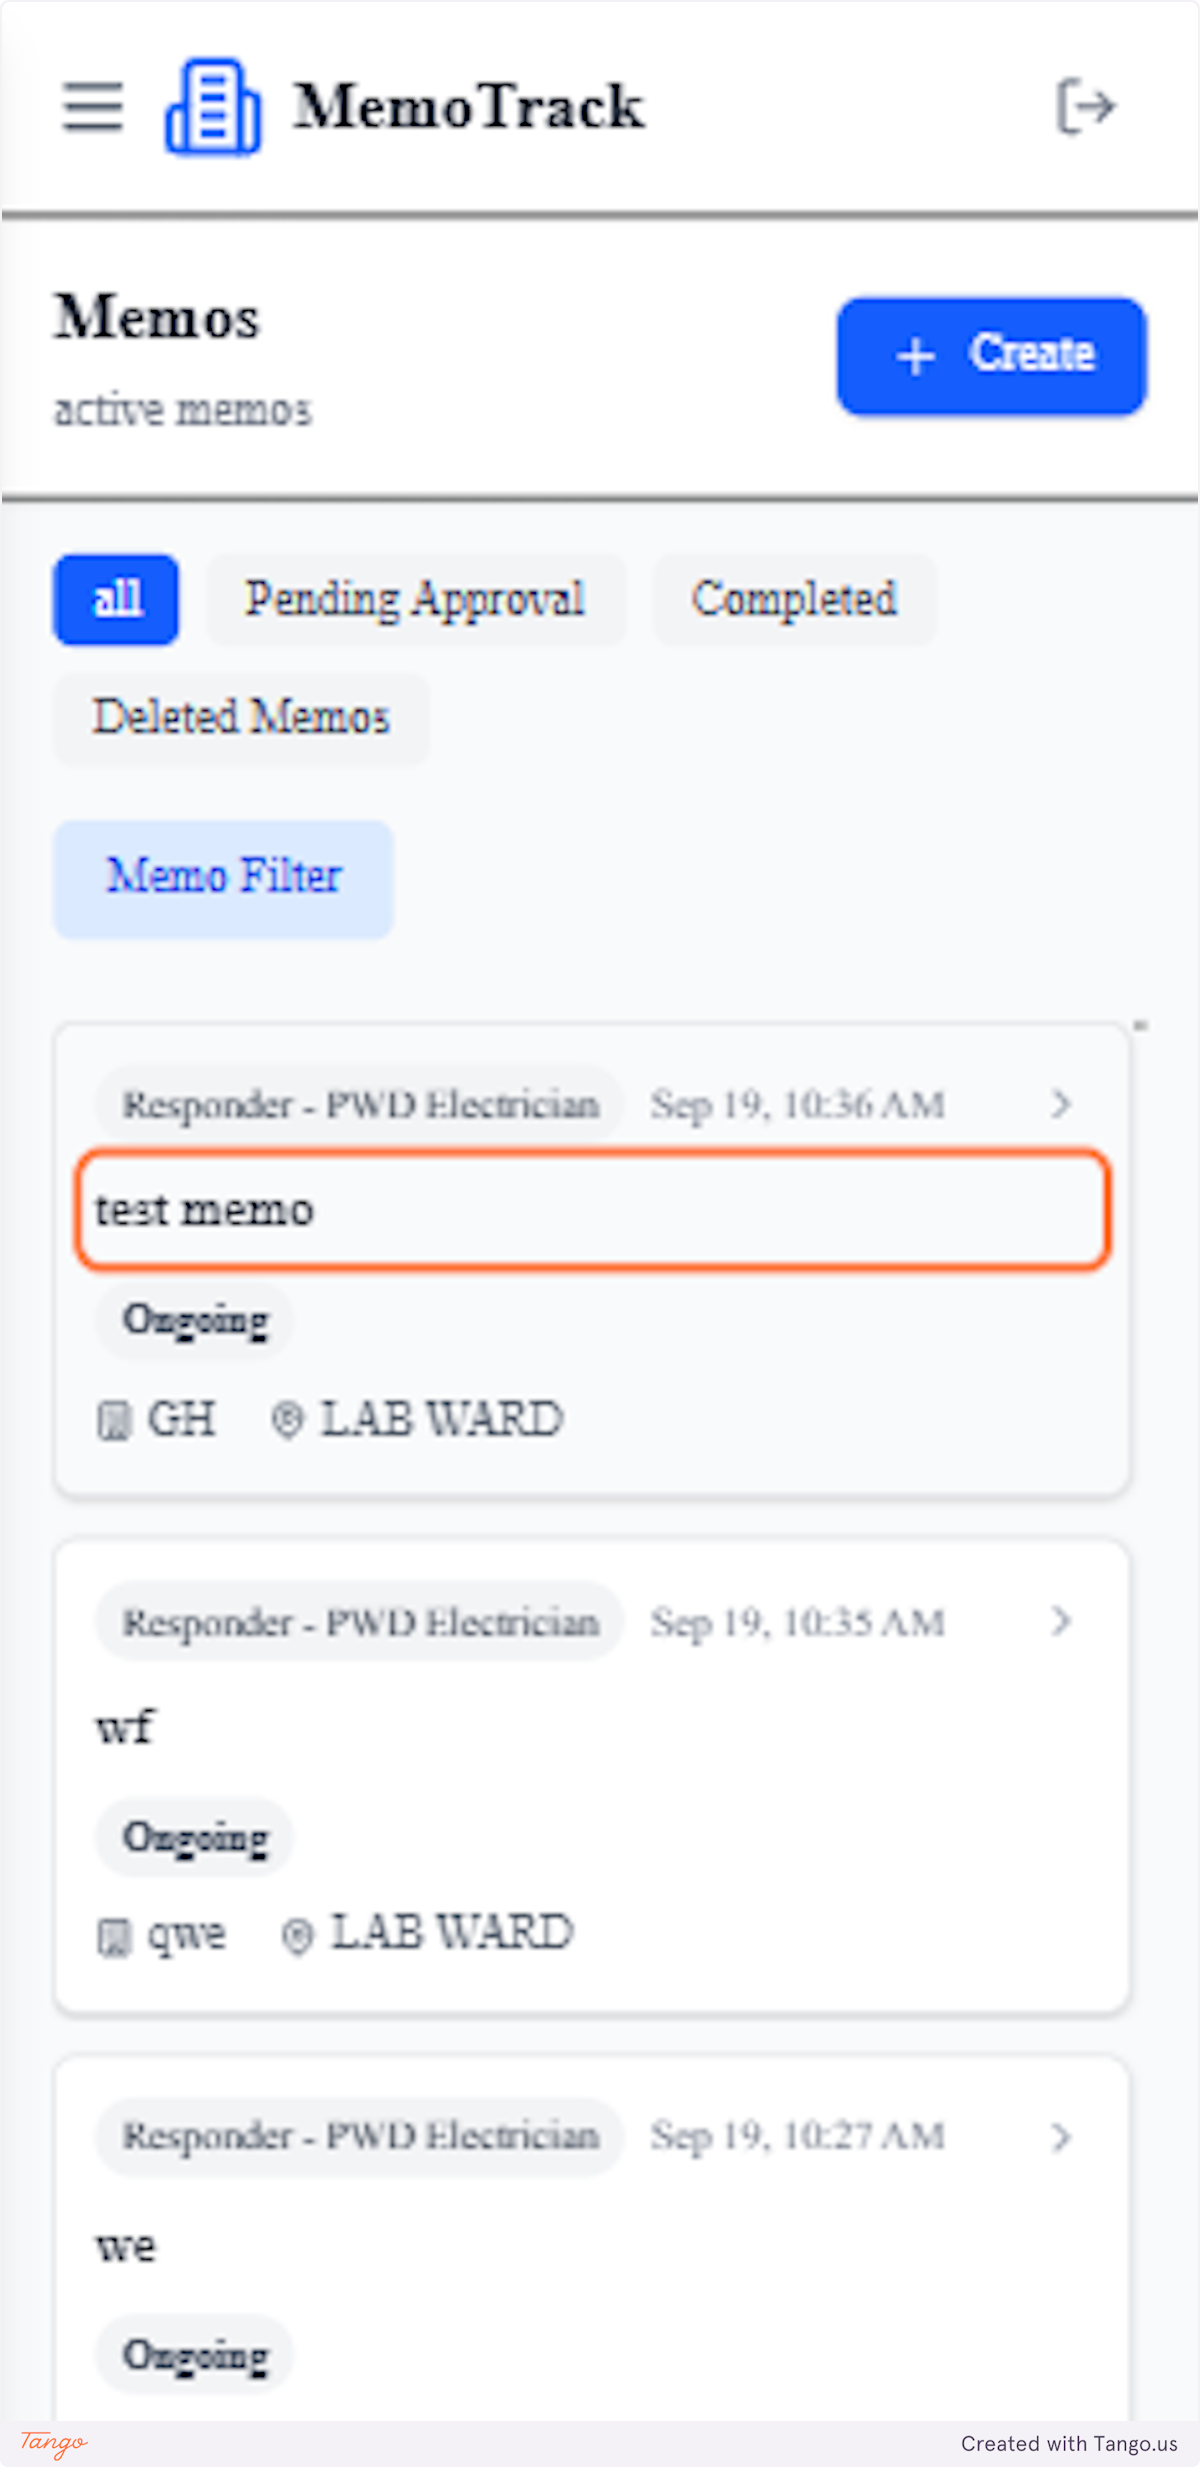 MemoTrack
Memos
active memos
+ Create
all
Pending Approval
Completed
Deleted Memos
Memo Filter
Responder - PWD Electrician Sep 19, 10:36 AM
test memo
Ongoing
GH LAB WARD
Responder - PWD Electrician Sep 19, 10:35 AM
wf
Ongoing
qwe LAB WARD
Responder - PWD Electrician Sep 19, 10:27 AM
we
Ongoing
Tango Created with Tango.us